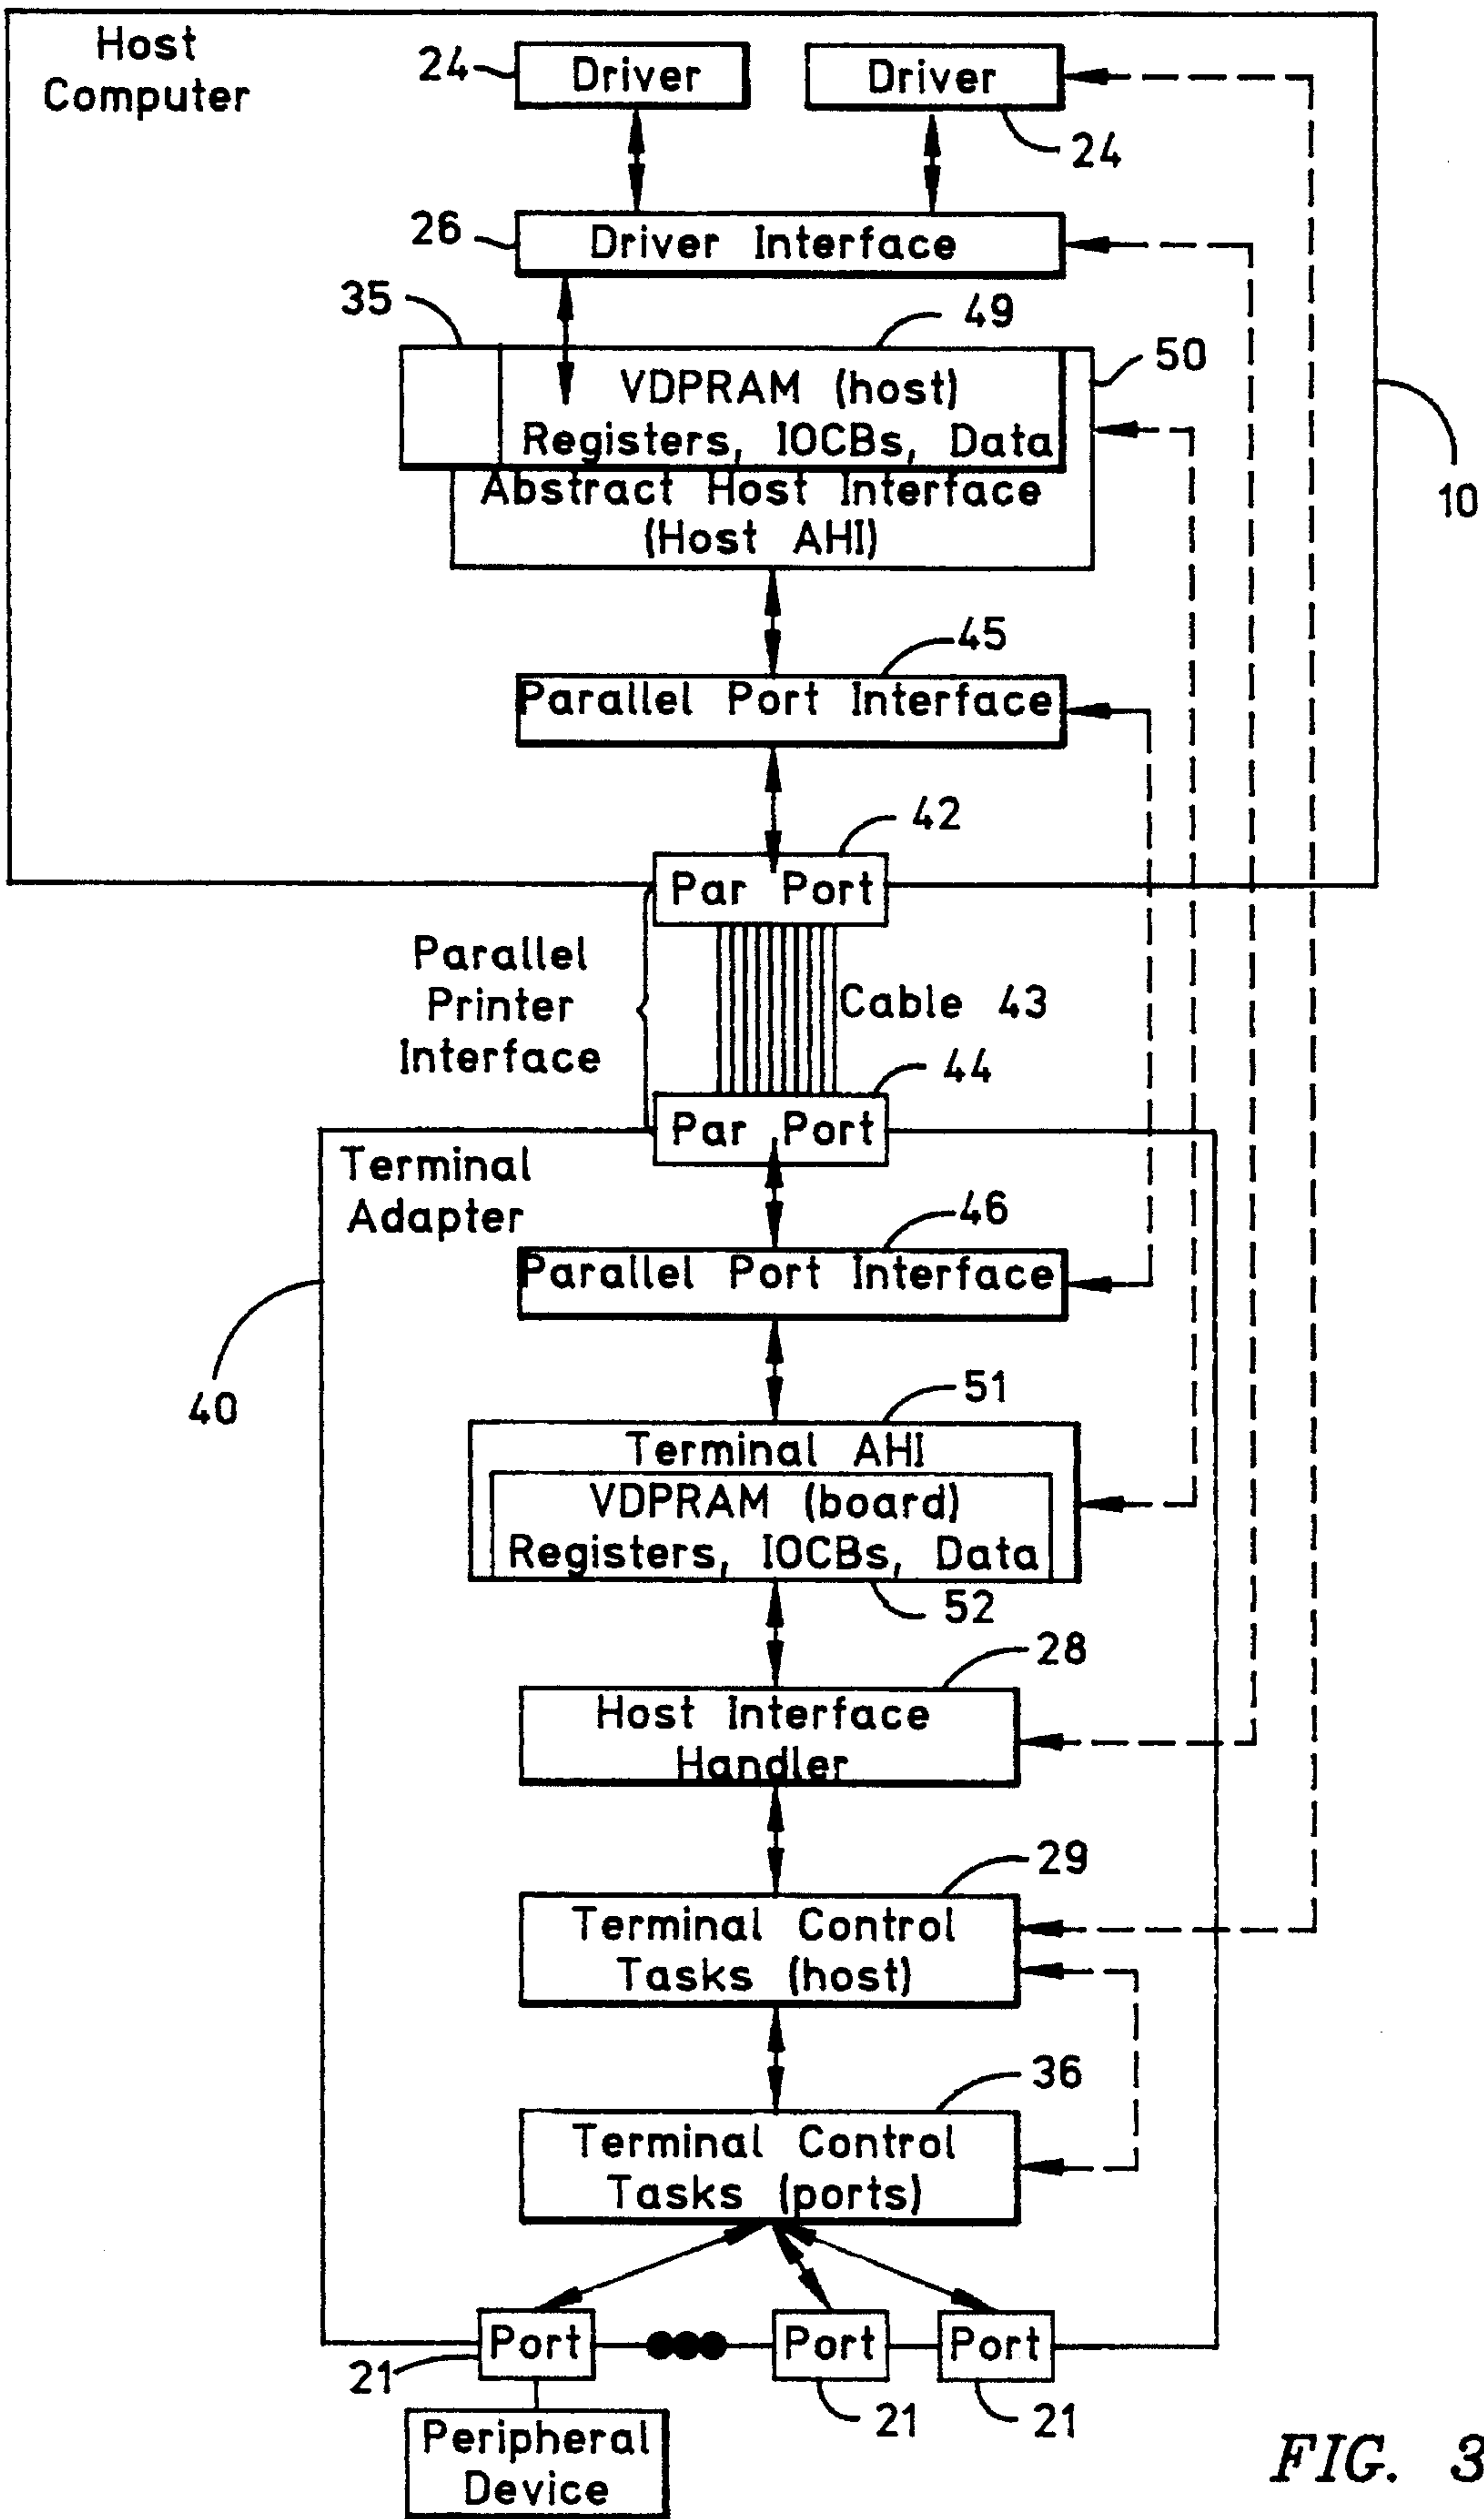 Host
Computer
24
Driver
Driver
24
26
Driver Interface
35
49
50
VDPRAM (host)
Registers, IOCBs, Data
Abstract Host Interface
(Host AHI)
10
45
Parallel Port Interface
42
Par Port
Parallel
Printer
Interface
Cable 43
44
Par Port
Terminal
Adapter
46
Parallel Port Interface
40
51
Terminal AHI
VDPRAM (board)
Registers, IOCBs, Data
52
28
Host Interface
Handler
29
Terminal Control
Tasks (host)
36
Terminal Control
Tasks (ports)
Port
Port
Port
21
21
21
Peripheral
Device
FIG. 3